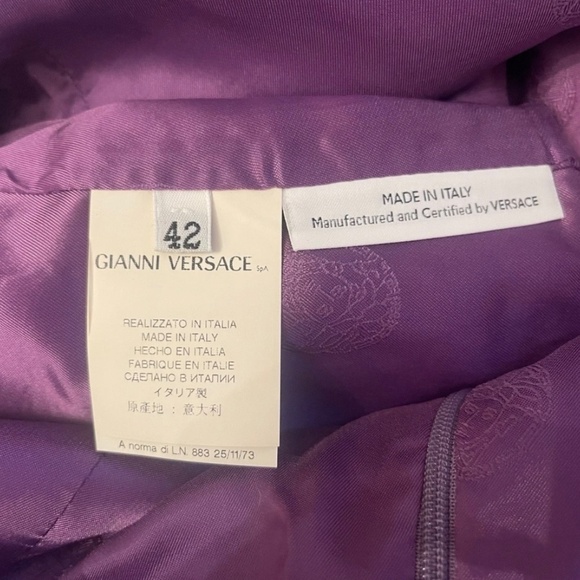 42
GIANNI VERSACE SpA
REALIZZATO IN ITALIA
MADE IN ITALY
HECHO EN ITALIA
FABRIQUE EN ITALIE
СДЕЛАНО В ИТАЛИИ
イタリア製
原產地 : 意大利
A norma di L.N. 883 25/11/73
MADE IN ITALY
Manufactured and Certified by VERSACE